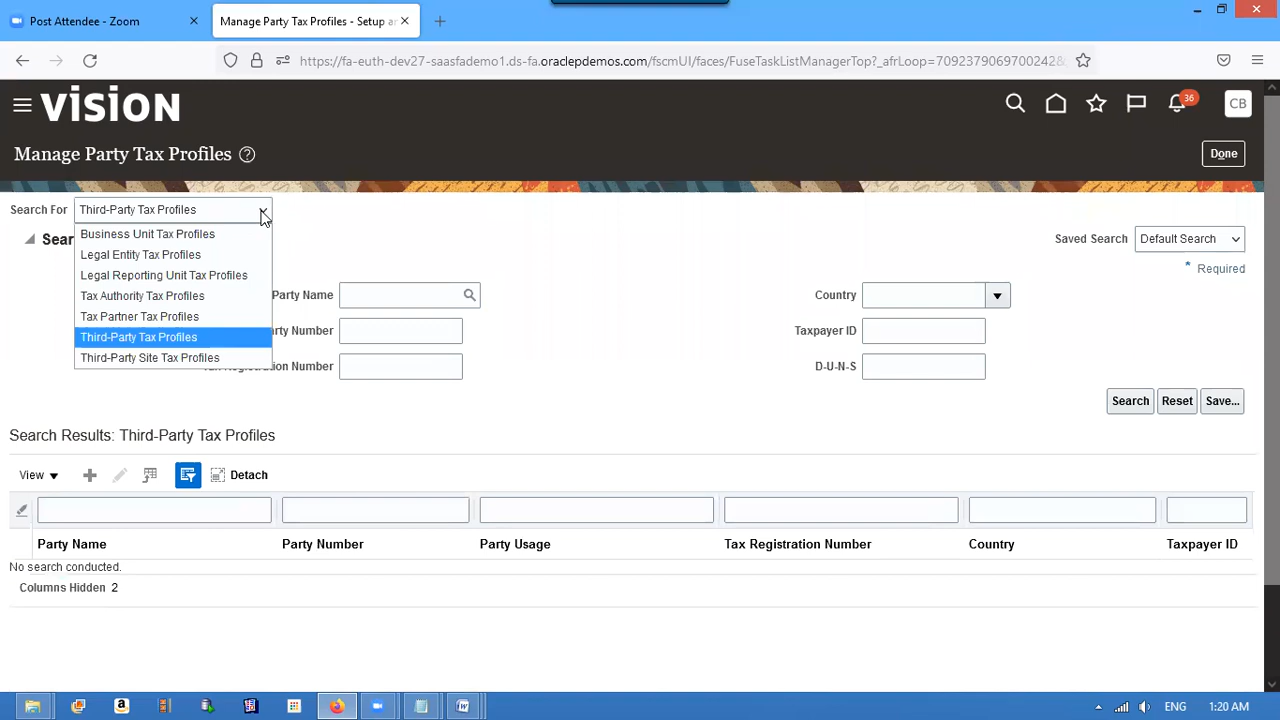 Post Attendee - Zoom
Manage Party Tax Profiles - Setup a
https://fa-euth-dev27-saasfademo1.ds-fa.oraclepdemos.com/fscmUI/faces/FuseTaskListManagerTop?_afrLoop=7092379069700242&
VISION
36
CB
Manage Party Tax Profiles
Done
Search For Third-Party Tax Profiles
Business Unit Tax Profiles
Legal Entity Tax Profiles
Legal Reporting Unit Tax Profiles
Tax Authority Tax Profiles
Tax Partner Tax Profiles
Third-Party Tax Profiles
Third-Party Site Tax Profiles
Sear
Saved Search Default Search
* Required
Party Name
Country
rty Number
Taxpayer ID
Number
D-U-N-S
Search Reset Save...
Search Results: Third-Party Tax Profiles
View Detach
Party Name Party Number Party Usage Tax Registration Number Country Taxpayer ID
No search conducted.
Columns Hidden 2
ENG 1:20 AM